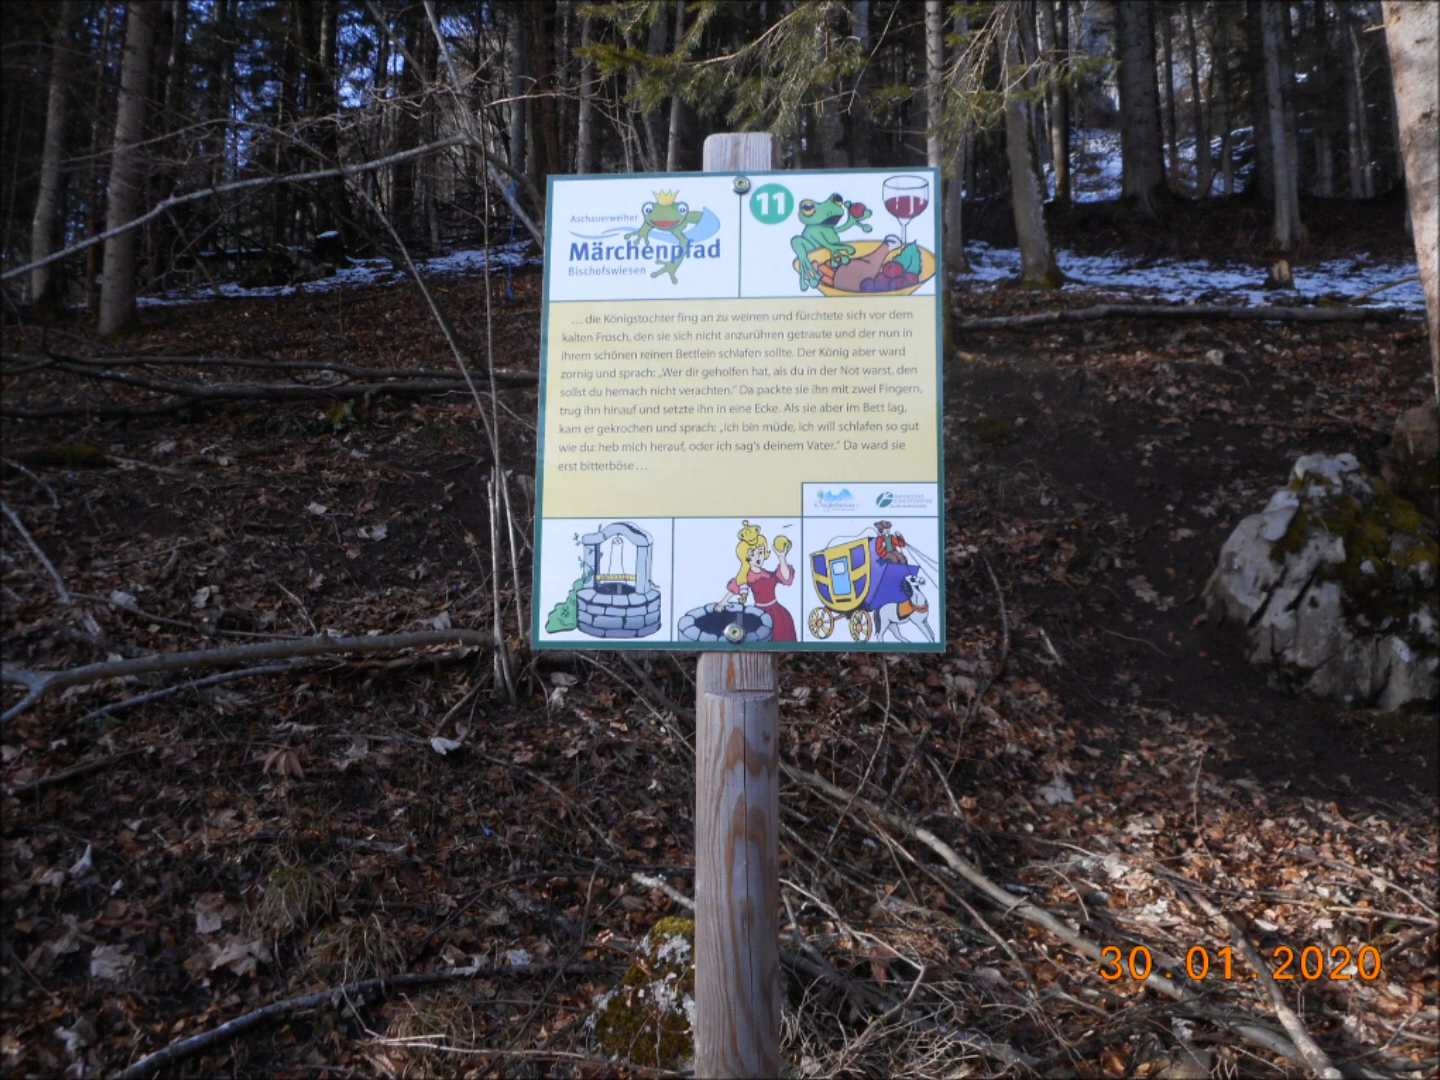 Aschauerweiher
Märchenpfad
Bischofswiesen
11
... die Königstochter fing an zu weinen und fürchtete sich vor dem
kalten Frosch, den sie sich nicht anzurühren getraute und der nun in
ihrem schönen reinen Bettlein schlafen sollte. Der König aber ward
zornig und sprach: „Wer dir geholfen hat, als du in der Not warst, den
sollst du hernach nicht verachten.“ Da packte sie ihn mit zwei Fingern,
trug ihn hinauf und setzte ihn in eine Ecke. Als sie aber im Bett lag,
kam er gekrochen und sprach: „Ich bin müde, ich will schlafen so gut
wie du: heb mich herauf, oder ich sag's deinem Vater.“ Da ward sie
erst bitterböse ...
30.01.2020